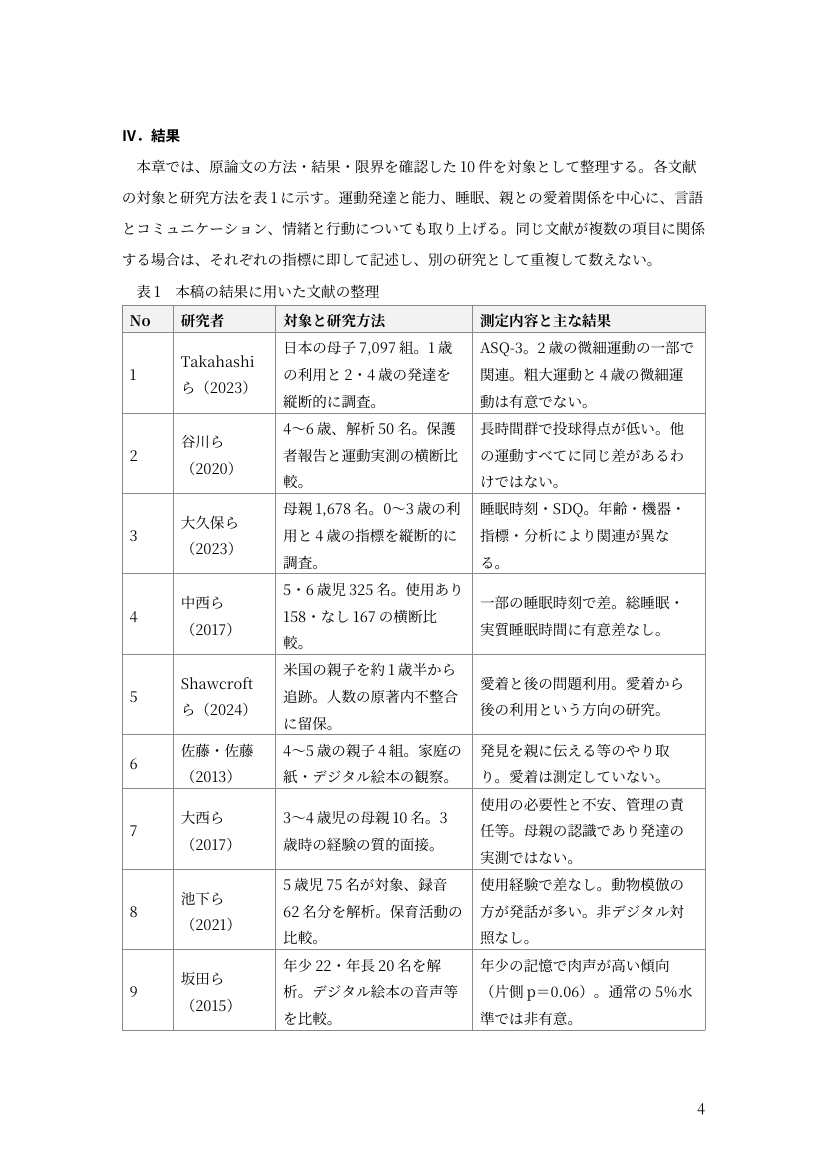 Ⅳ．結果
本章では、原論文の方法・結果・限界を確認した 10 件を対象として整理する。各文献
の対象と研究方法を表 1 に示す。運動発達と能力、睡眠、親との愛着関係を中心に、言語
とコミュニケーション、情緒と行動についても取り上げる。同じ文献が複数の項目に関係
する場合は、それぞれの指標に即して記述し、別の研究として重複して数えない。
表 1　本稿の結果に用いた文献の整理
No 研究者 対象と研究方法 測定内容と主な結果
1
Takahashi
ら（2023）
日本の母子 7,097 組。1 歳
の利用と 2・4 歳の発達を
縦断的に調査。
ASQ-3。2 歳の微細運動の一部で
関連。粗大運動と 4 歳の微細運
動は有意でない。
2
谷川ら
（2020）
4～6 歳、解析 50 名。保護
者報告と運動実測の横断比
較。
長時間群で投球得点が低い。他
の運動すべてに同じ差があるわ
けではない。
3
大久保ら
（2023）
母親 1,678 名。0～3 歳の利
用と 4 歳の指標を縦断的に
調査。
睡眠時刻・SDQ。年齢・機器・
指標・分析により関連が異な
る。
4
中西ら
（2017）
5・6 歳児 325 名。使用あり
158・なし 167 の横断比
較。
一部の睡眠時刻で差。総睡眠・
実質睡眠時間に有意差なし。
5
Shawcroft
ら（2024）
米国の親子を約 1 歳半から
追跡。人数の原著内不整合
に留保。
愛着と後の問題利用。愛着から
後の利用という方向の研究。
6
佐藤・佐藤
（2013）
4～5 歳の親子 4 組。家庭の
紙・デジタル絵本の観察。
発見を親に伝える等のやり取
り。愛着は測定していない。
7
大西ら
（2017）
3～4 歳児の母親 10 名。3
歳時の経験の質的面接。
使用の必要性と不安、管理の責
任等。母親の認識であり発達の
実測ではない。
8
池下ら
（2021）
5 歳児 75 名が対象、録音
62 名分を解析。保育活動の
比較。
使用経験で差なし。動物模倣の
方が発話が多い。非デジタル対
照なし。
9
坂田ら
（2015）
年少 22・年長 20 名を解
析。デジタル絵本の音声等
を比較。
年少の記憶で肉声が高い傾向
（片側 p＝0.06）。通常の 5%水
準では非有意。
4